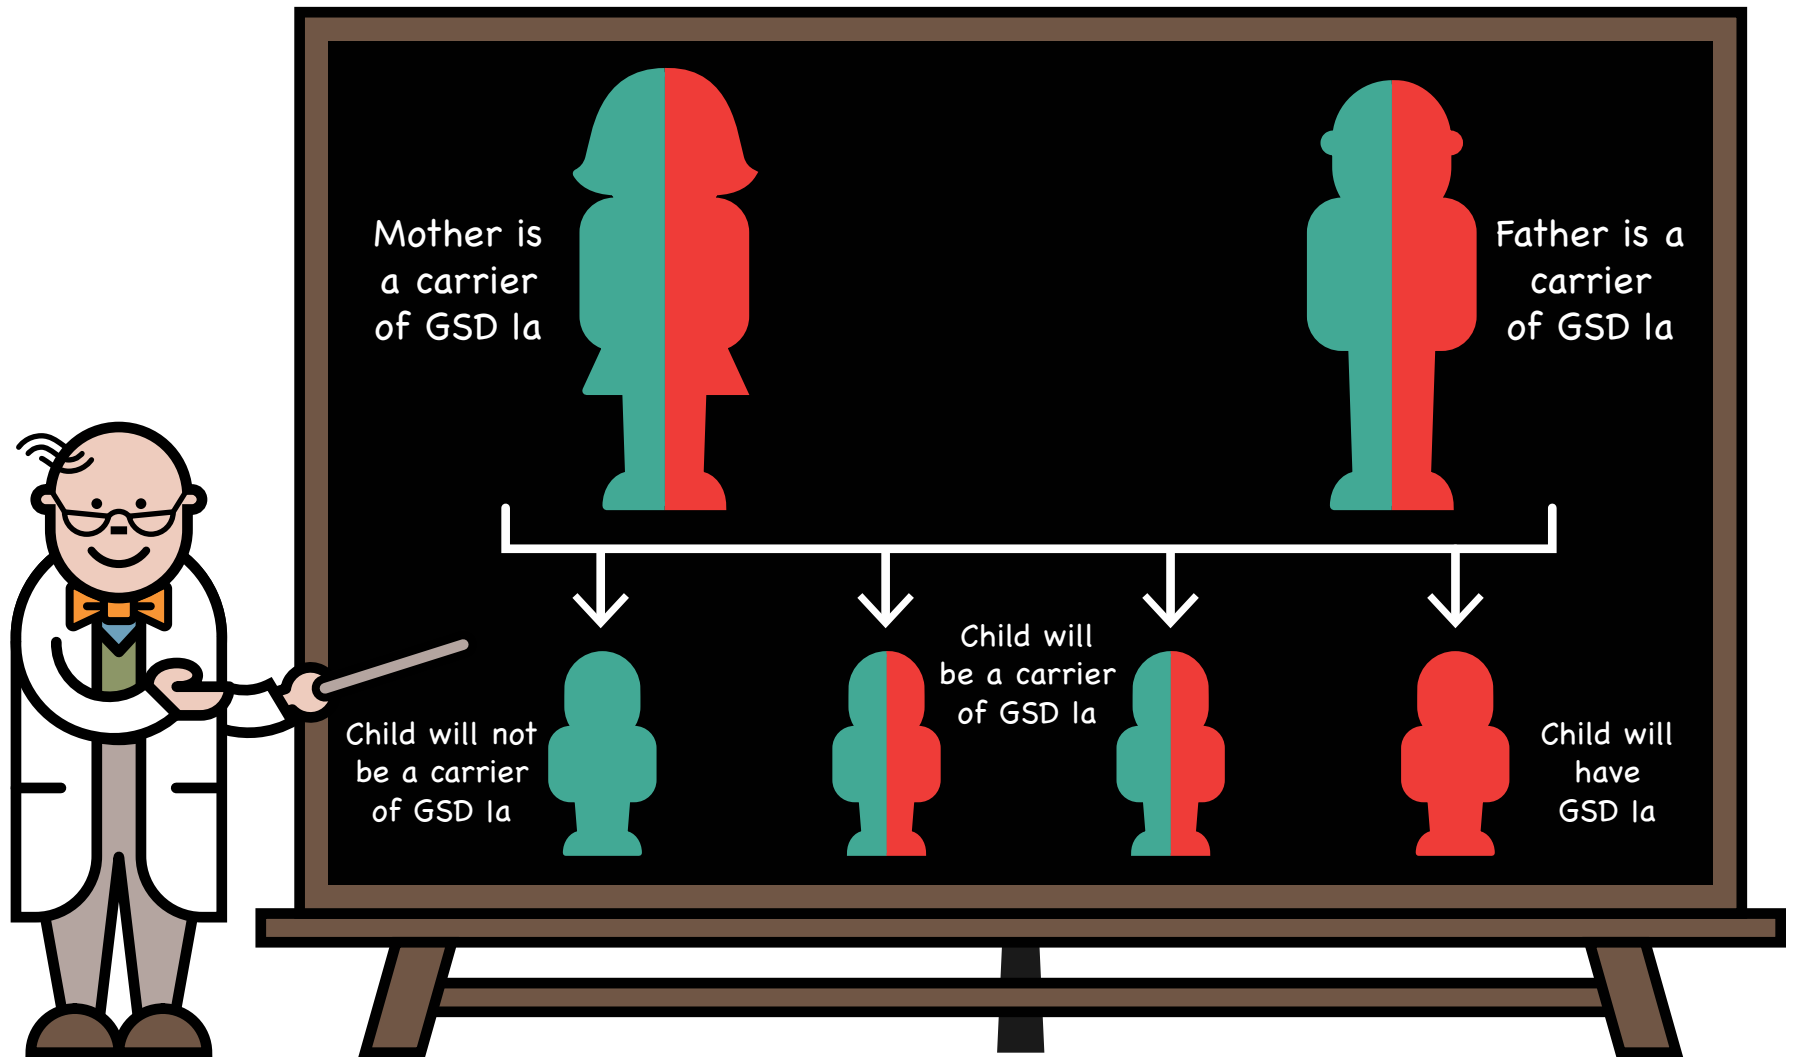 Mother is
a carrier
of GSD Ia
Father is a
carrier
of GSD Ia
Child will not
be a carrier
of GSD Ia
Child will
be a carrier
of GSD Ia
Child will
have
GSD Ia